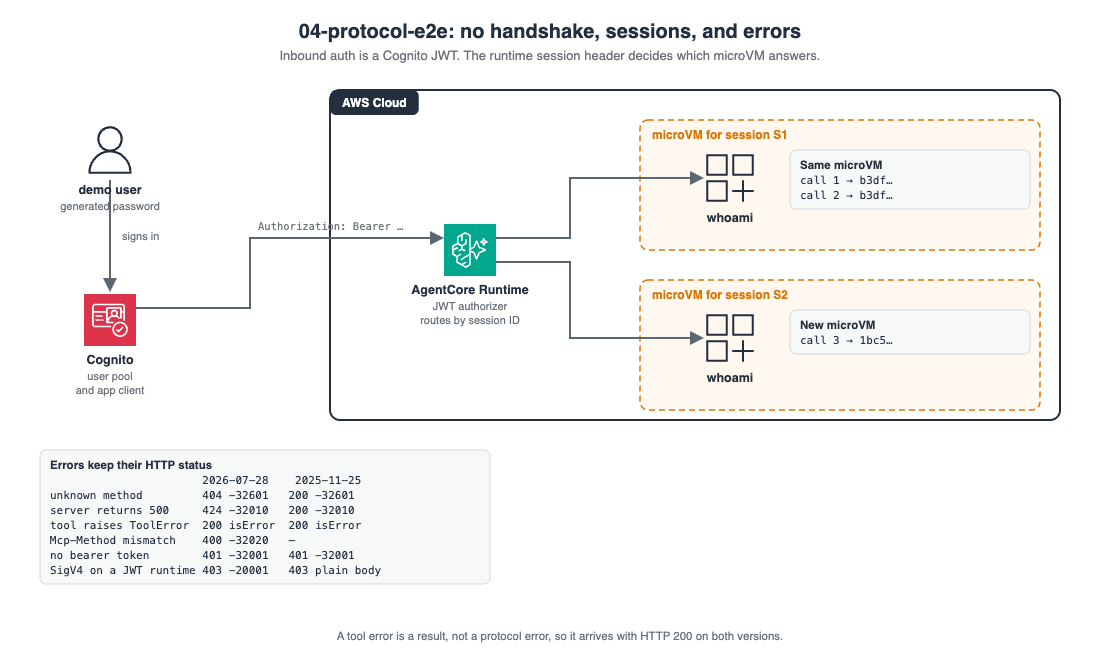 04-protocol-e2e: no handshake, sessions, and errors
Inbound auth is a Cognito JWT. The runtime session header decides which microVM answers.
AWS Cloud
demo user
generated password
signs in
Cognito
user pool
and app client
Authorization: Bearer …
AgentCore Runtime
JWT authorizer
routes by session ID
microVM for session S1
whoami
Same microVM
call 1 → b3df…
call 2 → b3df…
microVM for session S2
whoami
New microVM
call 3 → 1bc5…
Errors keep their HTTP status
2026-07-28 2025-11-25
unknown method 404 -32601 200 -32601
server returns 500 424 -32010 200 -32010
tool raises ToolError 200 isError 200 isError
Mcp-Method mismatch 400 -32020 —
no bearer token 401 -32001 401 -32001
SigV4 on a JWT runtime 403 -20001 403 plain body
A tool error is a result, not a protocol error, so it arrives with HTTP 200 on both versions.